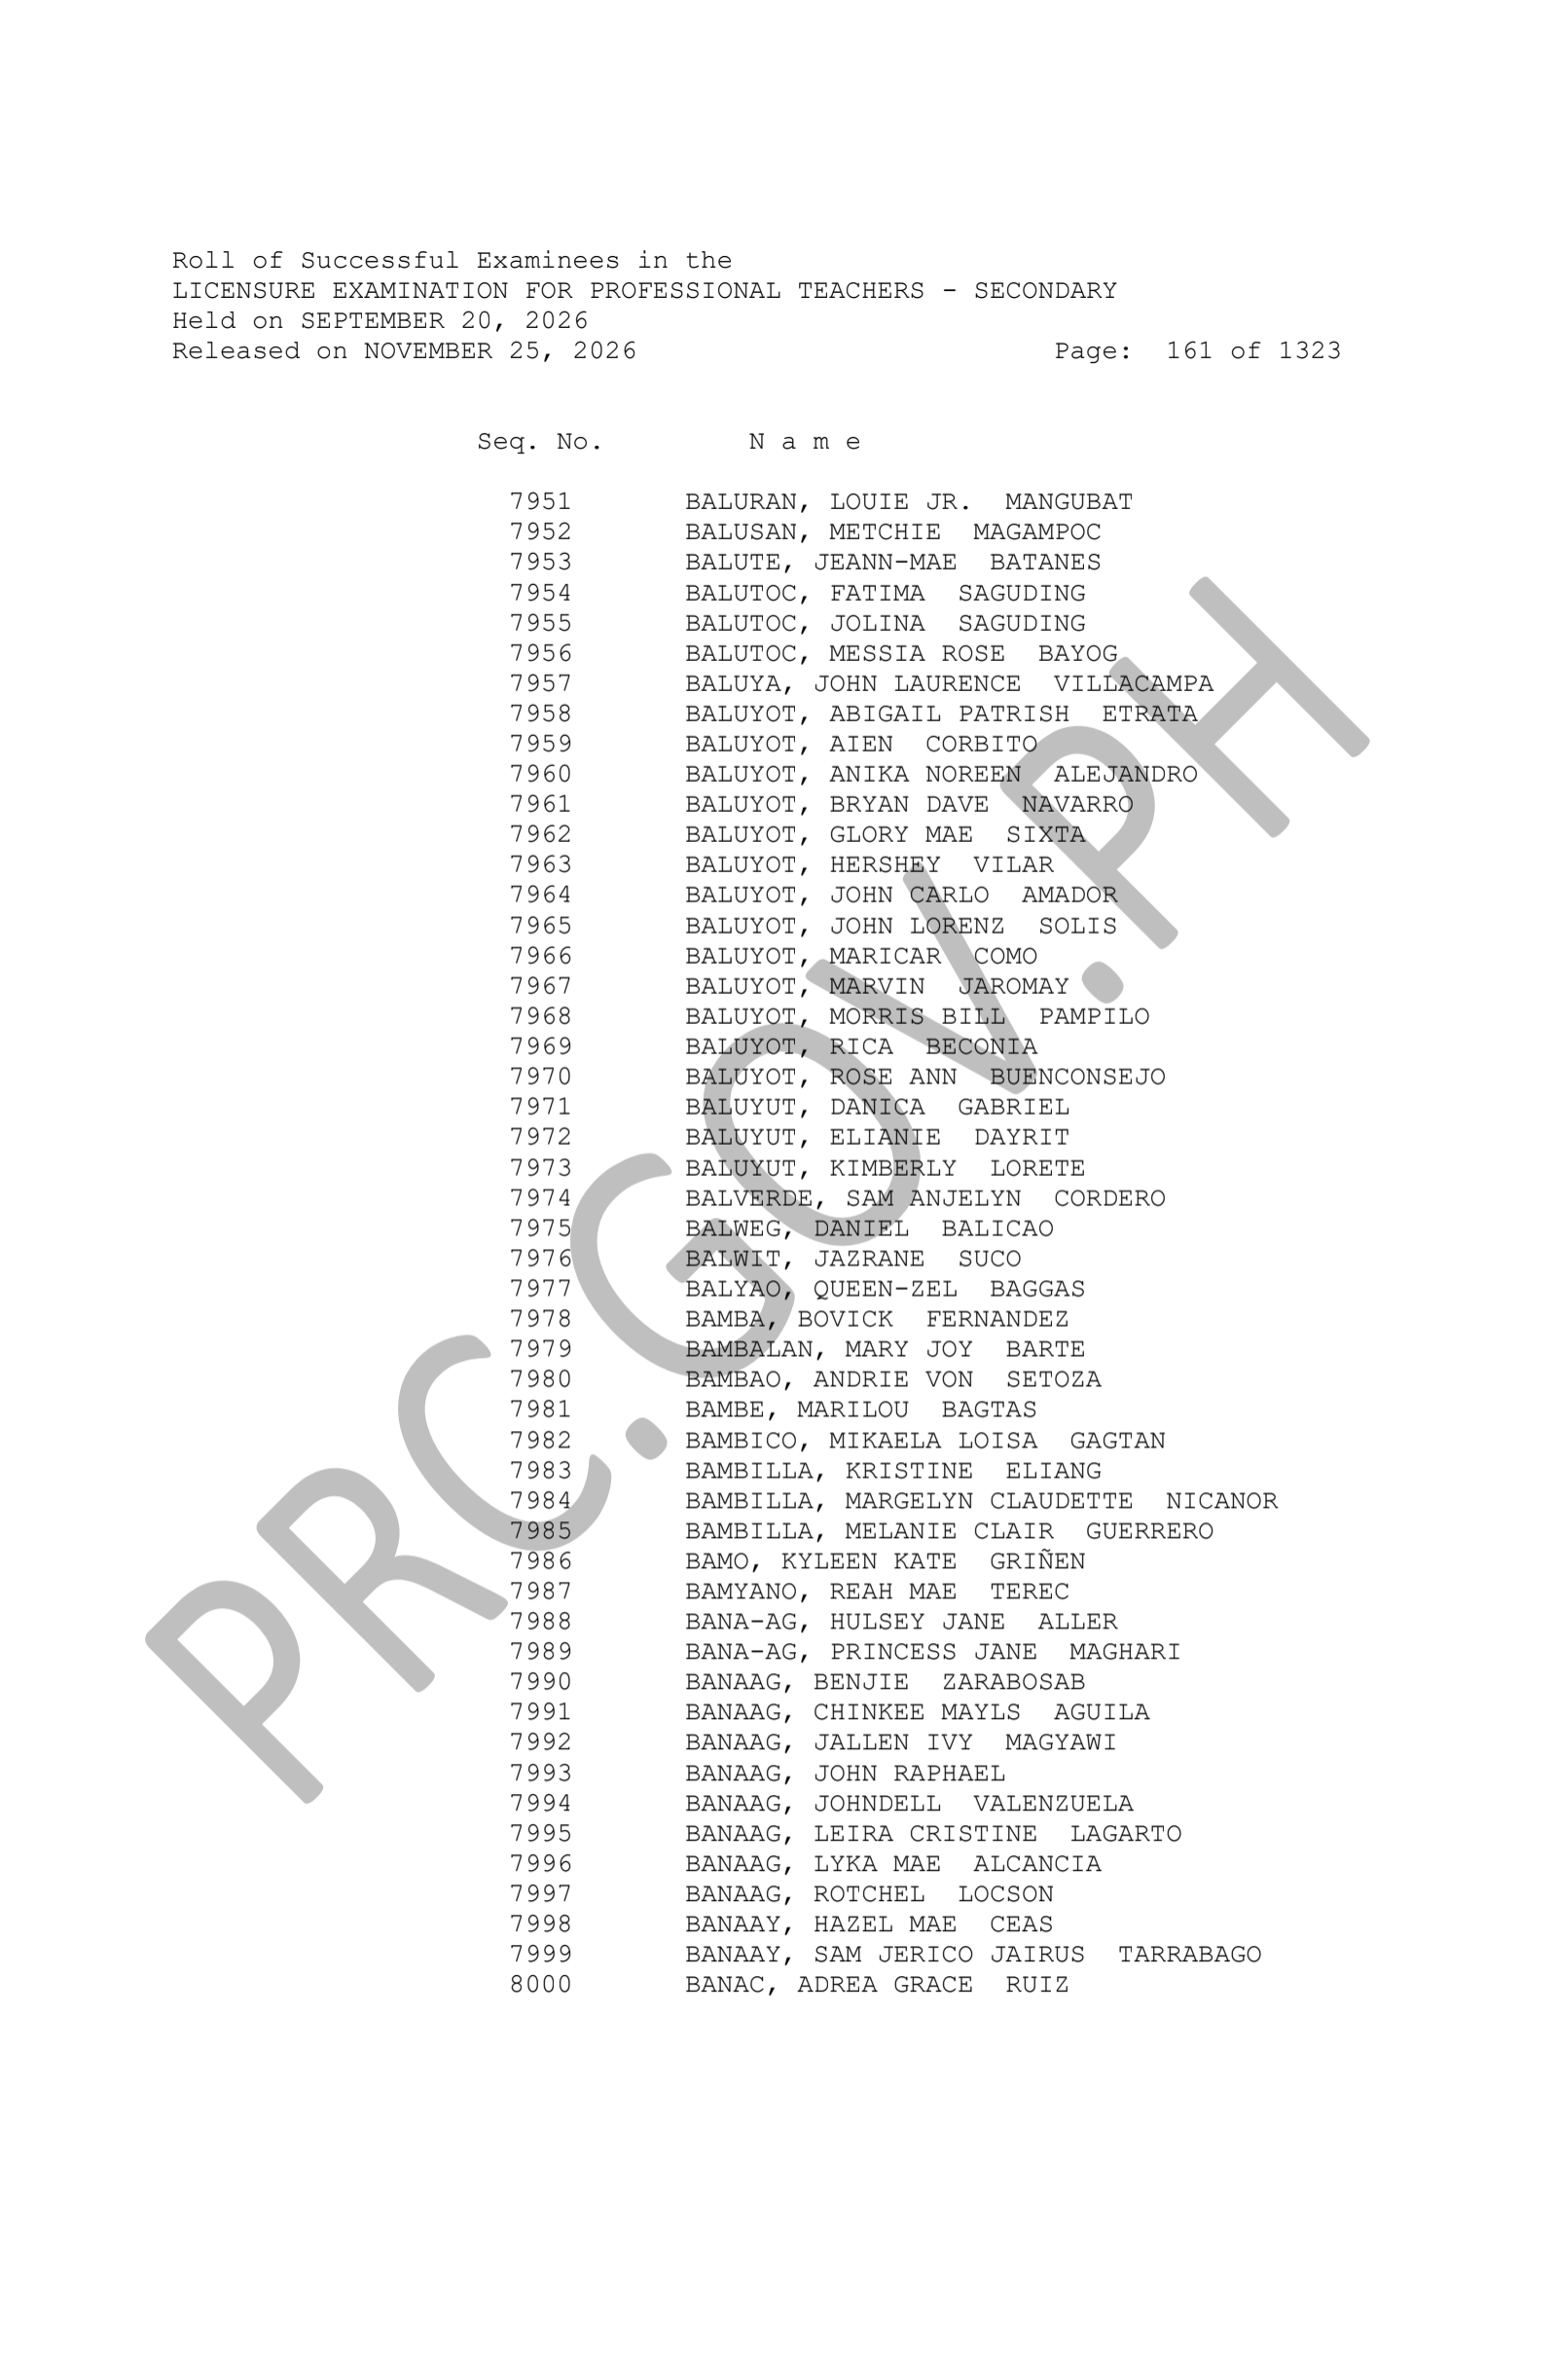 Roll of Successful Examinees in the
LICENSURE EXAMINATION FOR PROFESSIONAL TEACHERS - SECONDARY
Held on SEPTEMBER 20, 2026
Released on NOVEMBER 25, 2026 Page: 161 of 1323
Seq. No. N a m e
7951 BALURAN, LOUIE JR. MANGUBAT
7952 BALUSAN, METCHIE MAGAMPOC
7953 BALUTE, JEANN-MAE BATANES
7954 BALUTOC, FATIMA SAGUDING
7955 BALUTOC, JOLINA SAGUDING
7956 BALUTOC, MESSIA ROSE BAYOG
7957 BALUYA, JOHN LAURENCE VILLACAMPA
7958 BALUYOT, ABIGAIL PATRISH ETRATA
7959 BALUYOT, AIEN CORBITO
7960 BALUYOT, ANIKA NOREEN ALEJANDRO
7961 BALUYOT, BRYAN DAVE NAVARRO
7962 BALUYOT, GLORY MAE SIXTA
7963 BALUYOT, HERSHEY VILAR
7964 BALUYOT, JOHN CARLO AMADOR
7965 BALUYOT, JOHN LORENZ SOLIS
7966 BALUYOT, MARICAR COMO
7967 BALUYOT, MARVIN JAROMAY
7968 BALUYOT, MORRIS BILL PAMPILO
7969 BALUYOT, RICA BECONIA
7970 BALUYOT, ROSE ANN BUENCONSEJO
7971 BALUYUT, DANICA GABRIEL
7972 BALUYUT, ELIANIE DAYRIT
7973 BALUYUT, KIMBERLY LORETE
7974 BALVERDE, SAM ANJELYN CORDERO
7975 BALWEG, DANIEL BALICAO
7976 BALWIT, JAZRANE SUCO
7977 BALYAO, QUEEN-ZEL BAGGAS
7978 BAMBA, BOVICK FERNANDEZ
7979 BAMBALAN, MARY JOY BARTE
7980 BAMBAO, ANDRIE VON SETOZA
7981 BAMBE, MARILOU BAGTAS
7982 BAMBICO, MIKAELA LOISA GAGTAN
7983 BAMBILLA, KRISTINE ELIANG
7984 BAMBILLA, MARGELYN CLAUDETTE NICANOR
7985 BAMBILLA, MELANIE CLAIR GUERRERO
7986 BAMO, KYLEEN KATE GRIÑEN
7987 BAMYANO, REAH MAE TEREC
7988 BANA-AG, HULSEY JANE ALLER
7989 BANA-AG, PRINCESS JANE MAGHARI
7990 BANAAG, BENJIE ZARABOSAB
7991 BANAAG, CHINKEE MAYLS AGUILA
7992 BANAAG, JALLEN IVY MAGYAWI
7993 BANAAG, JOHN RAPHAEL
7994 BANAAG, JOHNDELL VALENZUELA
7995 BANAAG, LEIRA CRISTINE LAGARTO
7996 BANAAG, LYKA MAE ALCANCIA
7997 BANAAG, ROTCHEL LOCSON
7998 BANAAY, HAZEL MAE CEAS
7999 BANAAY, SAM JERICO JAIRUS TARRABAGO
8000 BANAC, ADREA GRACE RUIZ
PRC.GOV.PH